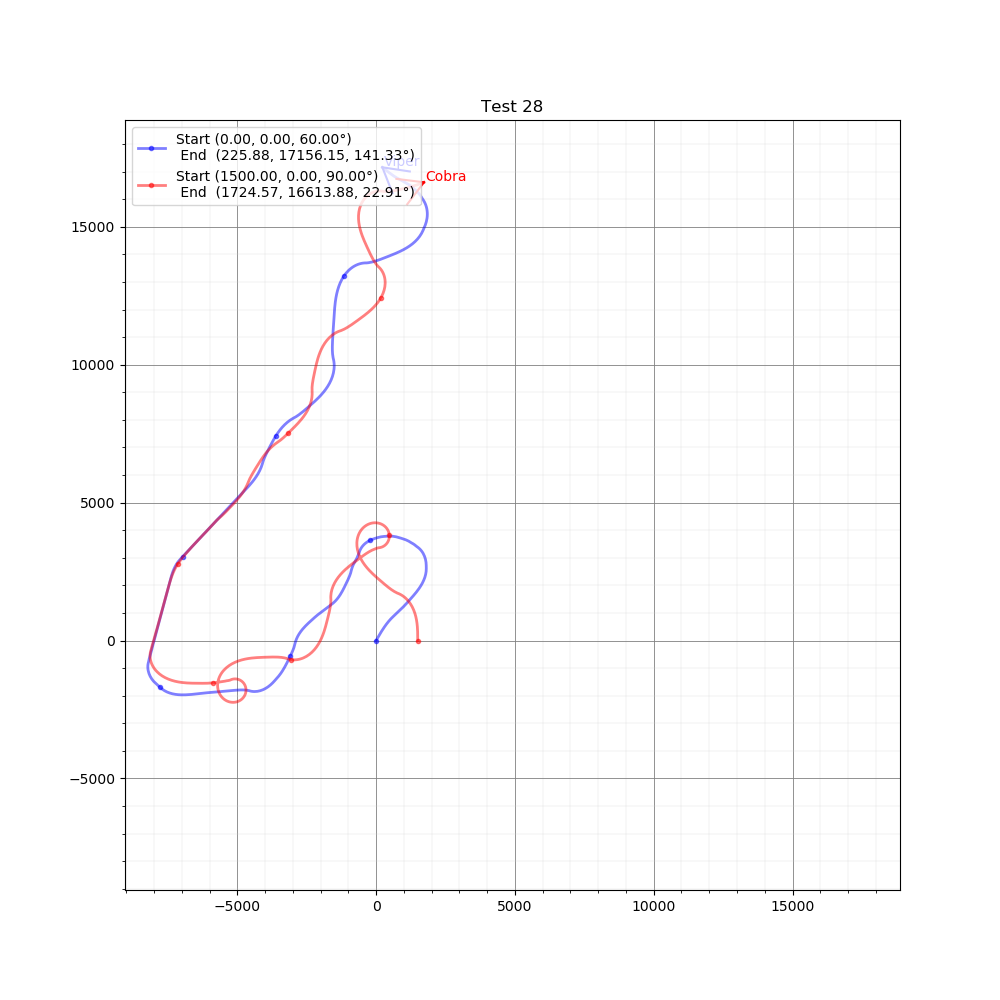 Test 28
Start (0.00, 0.00, 60.00°)
End (225.88, 17156.15, 141.33°)
Start (1500.00, 0.00, 90.00°)
End (1724.57, 16613.88, 22.91°)
Viper
Cobra
15000
10000
5000
0
−5000
−5000
0
5000
10000
15000